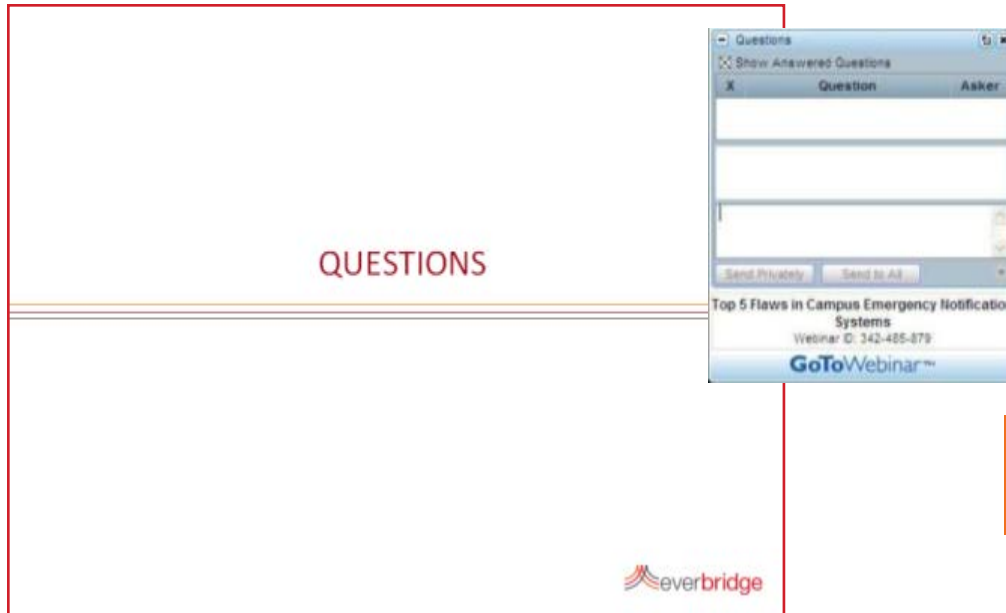 Questions
Show Answered Questions
X Question Asker
QUESTIONS
Send Privately Send to All
Top 5 Flaws in Campus Emergency Notificatio
Systems
Webinar ID: 342-485-879
GoToWebinar™
everbridge